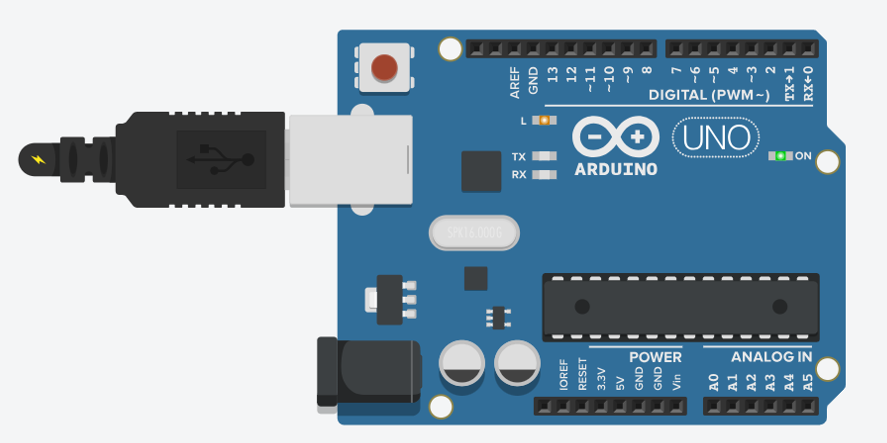 AREF
GND
13
12
~11
~10
~9
8
7
~6
~5
4
~3
2
TX→1
RX←0
DIGITAL (PWM~)
L
TX
RX
ARDUINO
UNO
ON
SPK16.000G
POWER
ANALOG IN
IOREF
RESET
3.3V
5V
GND
GND
Vin
A0
A1
A2
A3
A4
A5